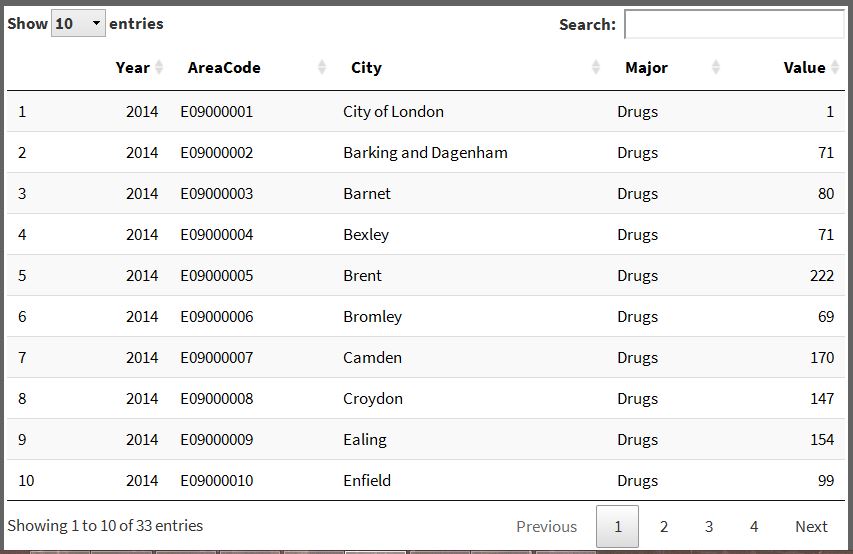 Show 10 entries Search:
Year AreaCode City Major Value
1 2014 E09000001 City of London Drugs 1
2 2014 E09000002 Barking and Dagenham Drugs 71
3 2014 E09000003 Barnet Drugs 80
4 2014 E09000004 Bexley Drugs 71
5 2014 E09000005 Brent Drugs 222
6 2014 E09000006 Bromley Drugs 69
7 2014 E09000007 Camden Drugs 170
8 2014 E09000008 Croydon Drugs 147
9 2014 E09000009 Ealing Drugs 154
10 2014 E09000010 Enfield Drugs 99
Showing 1 to 10 of 33 entries Previous 1 2 3 4 Next